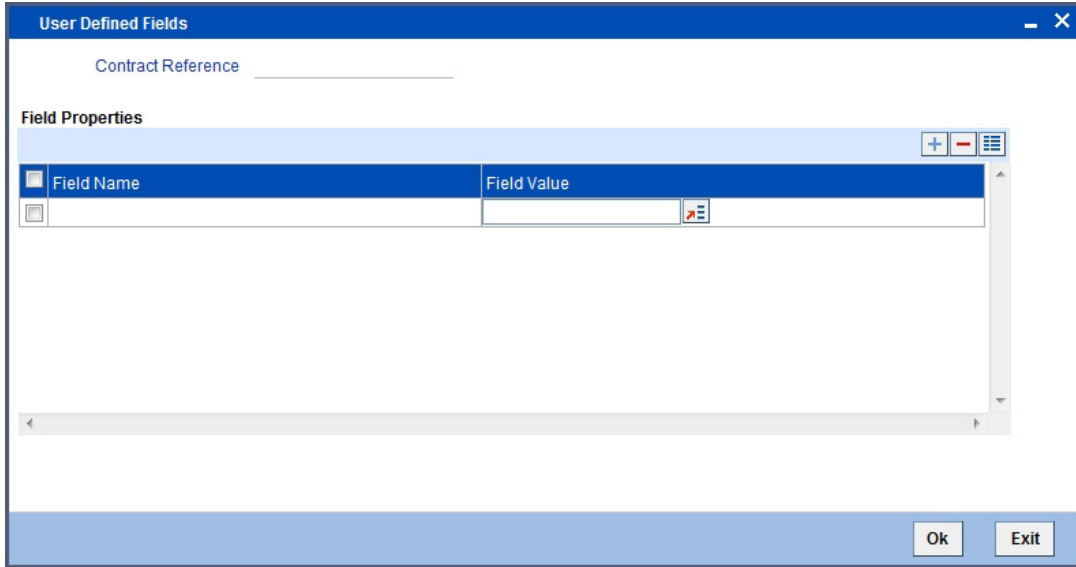 User Defined Fields
Contract Reference
Field Properties
Field Name Field Value
Ok Exit